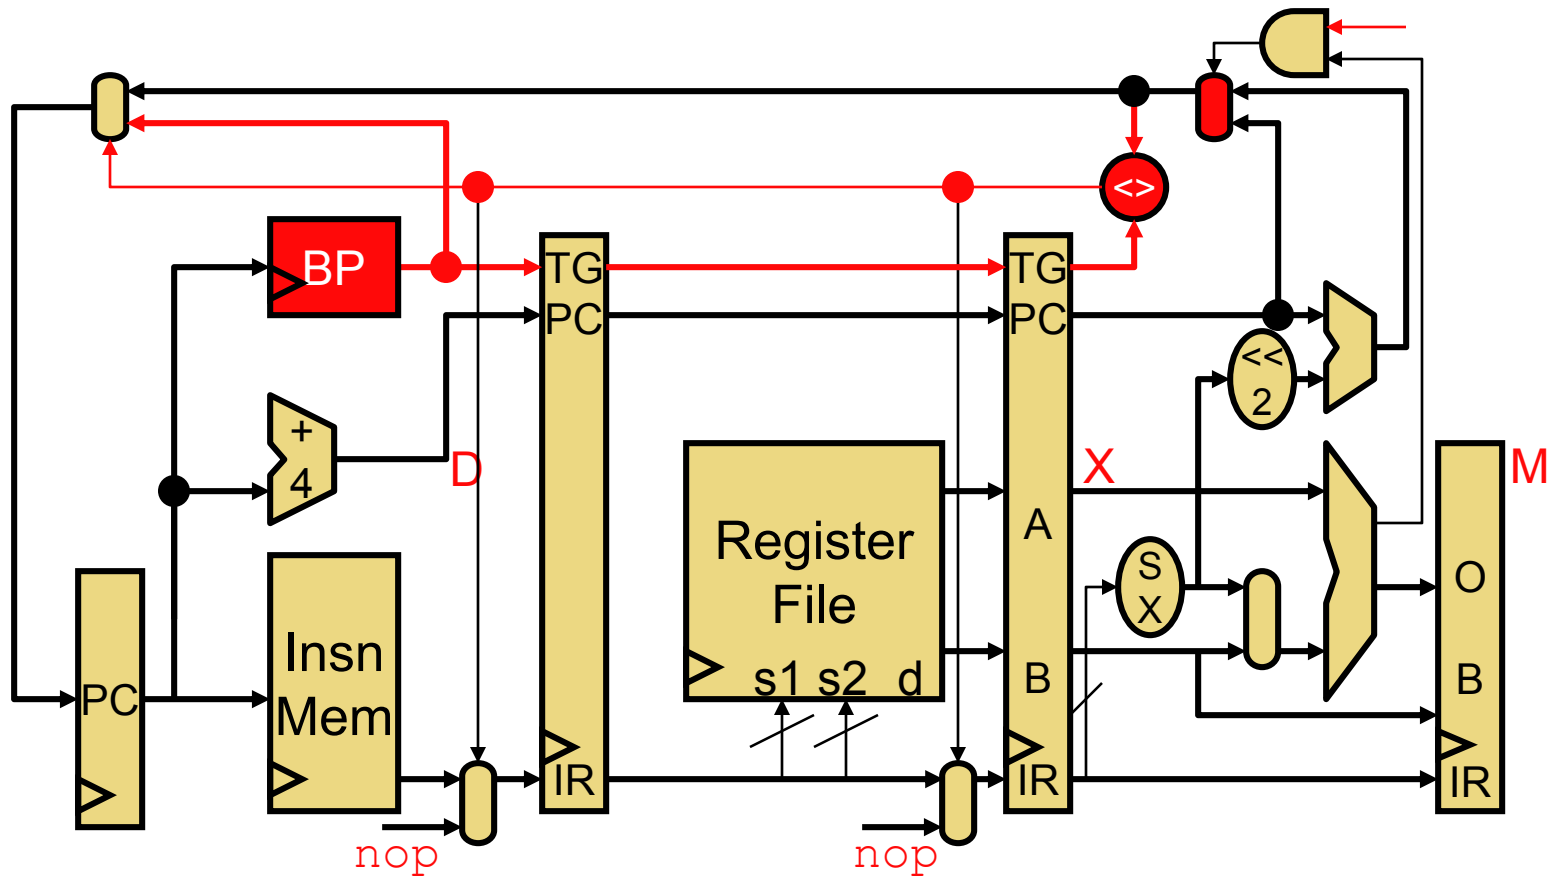 <>
BP
TG
TG
PC
PC
<<
2
+
4
D
X
M
Register
File
A
S
X
O
Insn
Mem
s1 s2 d
B
B
PC
IR
IR
IR
nop
nop